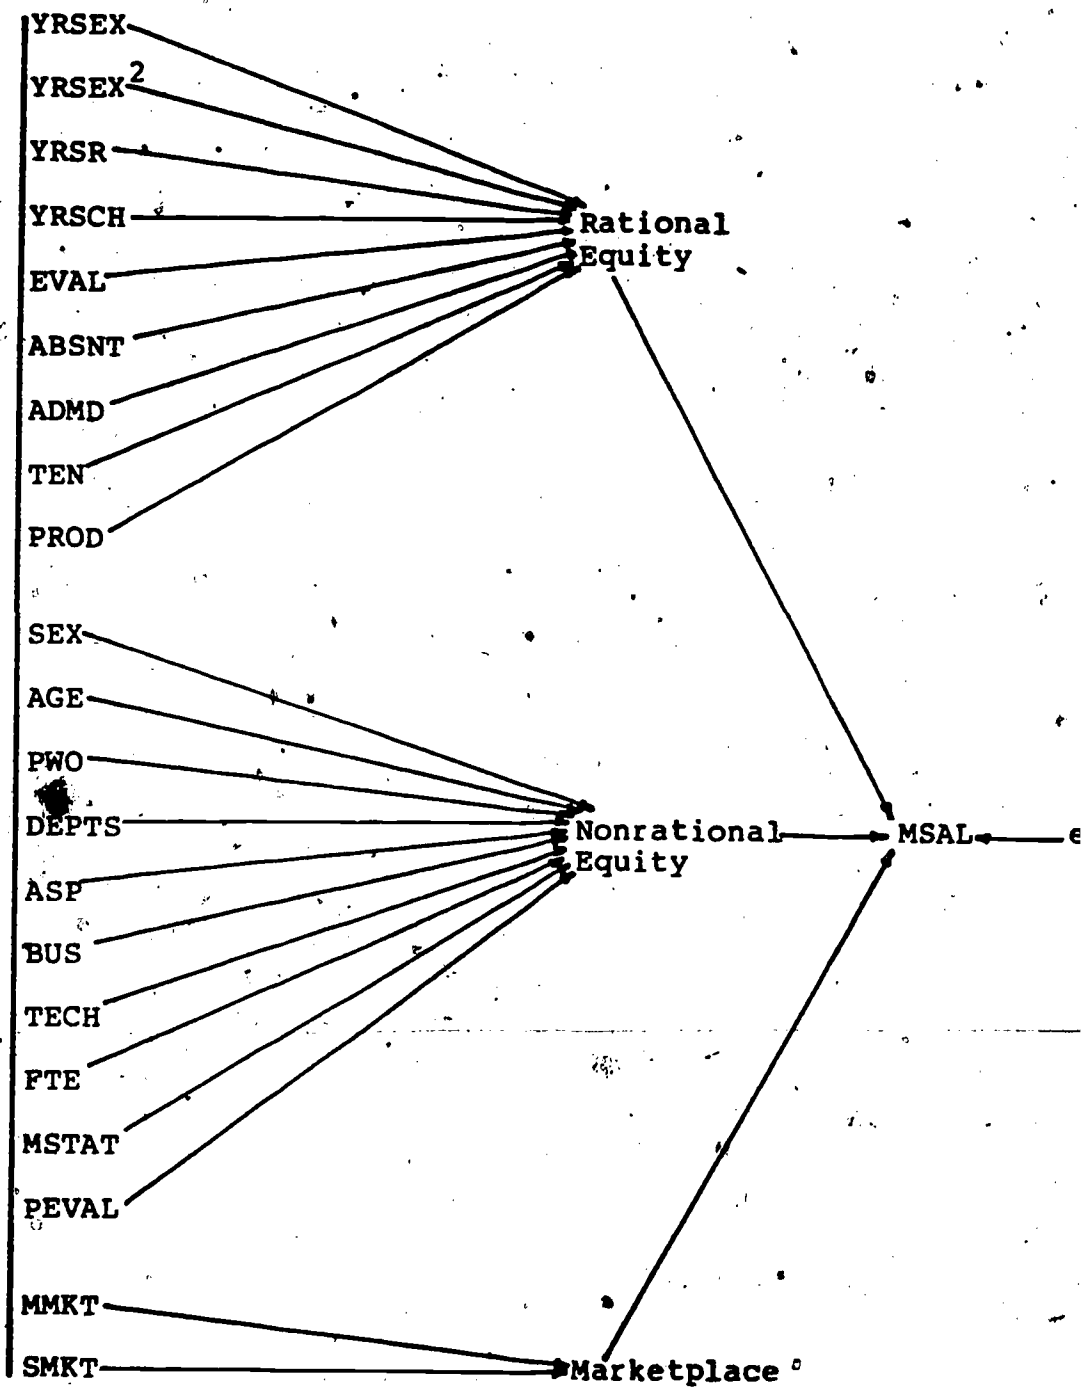 YRSEX
YRSEX²
YRSR
YRSCH
EVAL
ABSNT
ADMD
TEN
PROD
Rational
Equity
SEX
AGE
PWO
DEPTS
ASP
BUS
TECH
FTE
MSTAT
PEVAL
Nonrational
Equity
MSAL
e
MMKT
SMKT
Marketplace